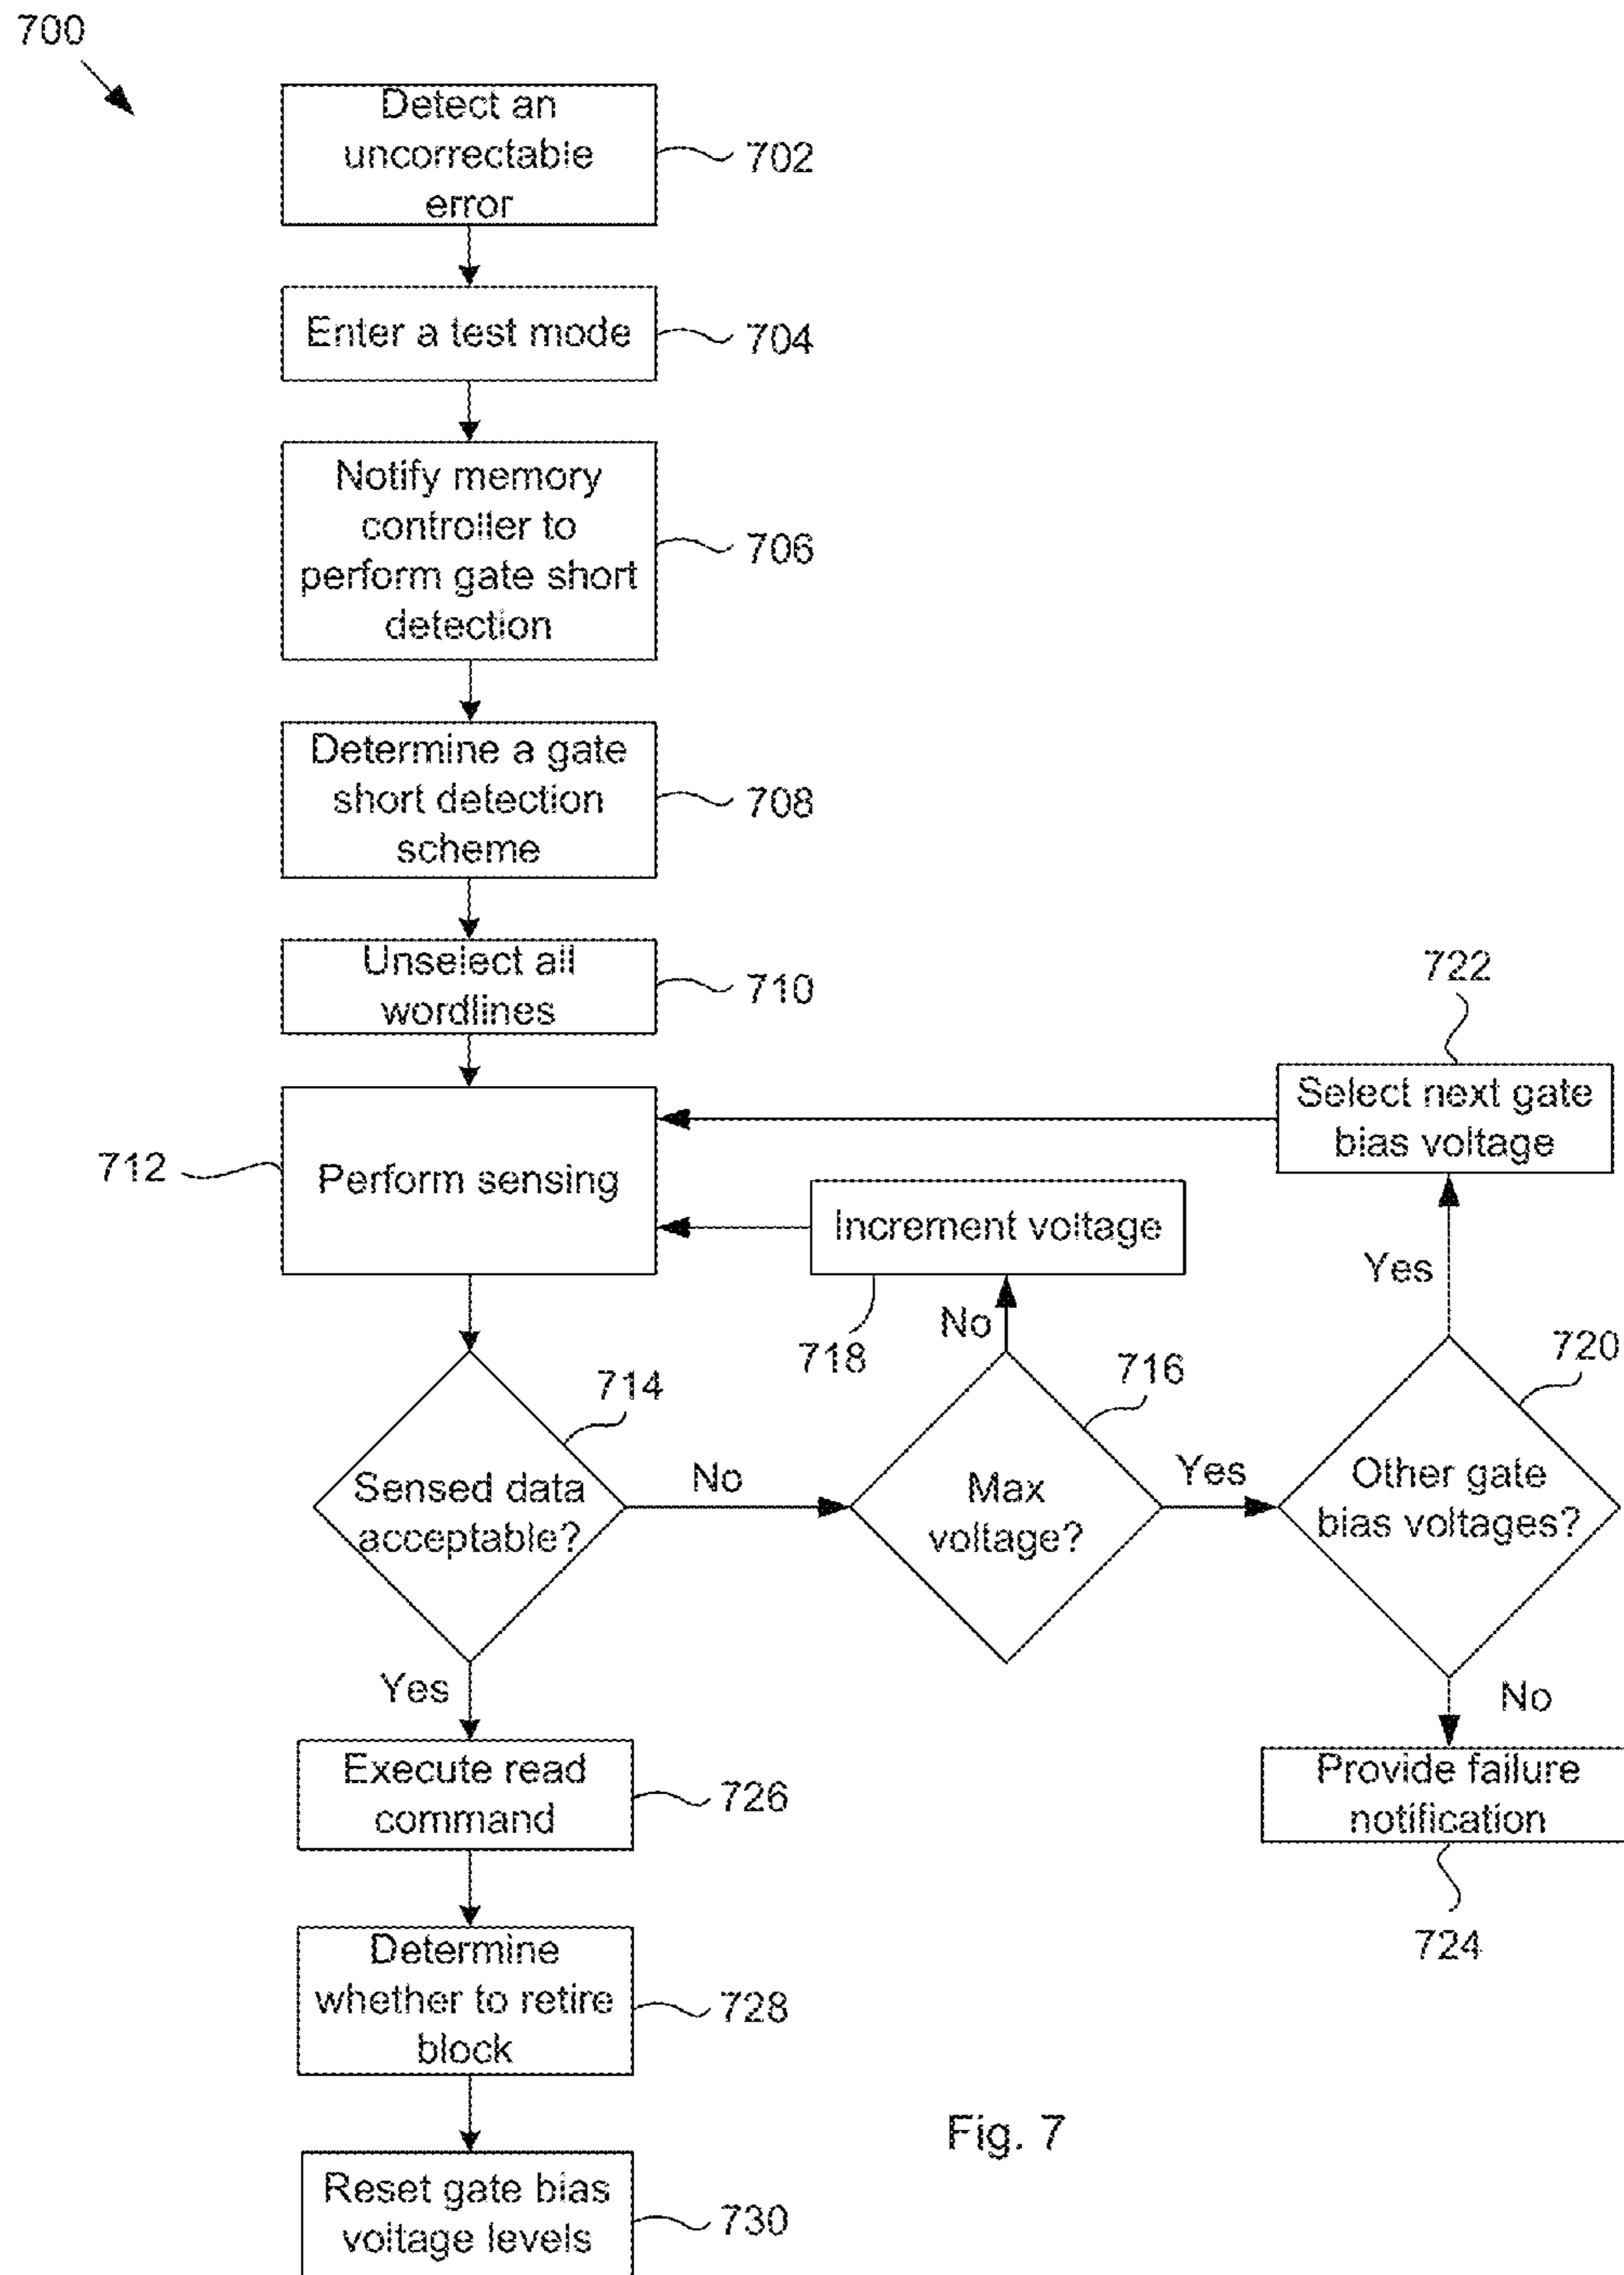 700
Detect an
uncorrectable
error
702
Enter a test mode
704
Notify memory
controller to
perform gate short
detection
706
Determine a gate
short detection
scheme
708
Unselect all
wordlines
710
722
Select next gate
bias voltage
712
Perform sensing
Increment voltage
718
No
Yes
714
716
720
Sensed data
acceptable?
No
Max
voltage?
Yes
Other gate
bias voltages?
Yes
No
Execute read
command
726
Provide failure
notification
724
Determine
whether to retire
block
728
Fig. 7
Reset gate bias
voltage levels
730